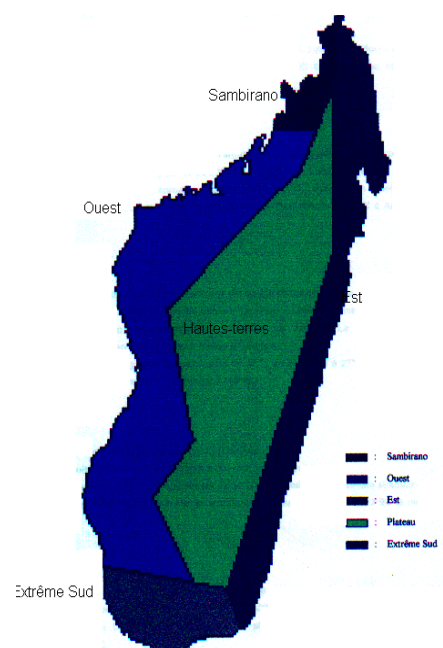 Sambirano
Ouest
Est
Hautes-terres
: Sambirano
: Ouest
: Est
: Plateau
: Extrême Sud
Extrême Sud